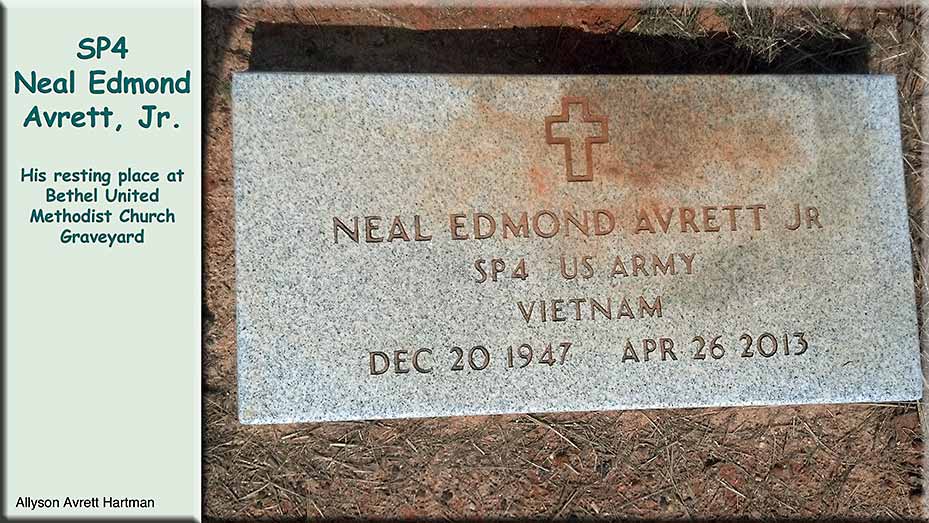 SP4
Neal Edmond
Avrett, Jr.
His resting place at
Bethel United
Methodist Church
Graveyard
Allyson Avrett Hartman
NEAL EDMOND AVRETT JR
SP4 US ARMY
VIETNAM
DEC 20 1947 APR 26 2013